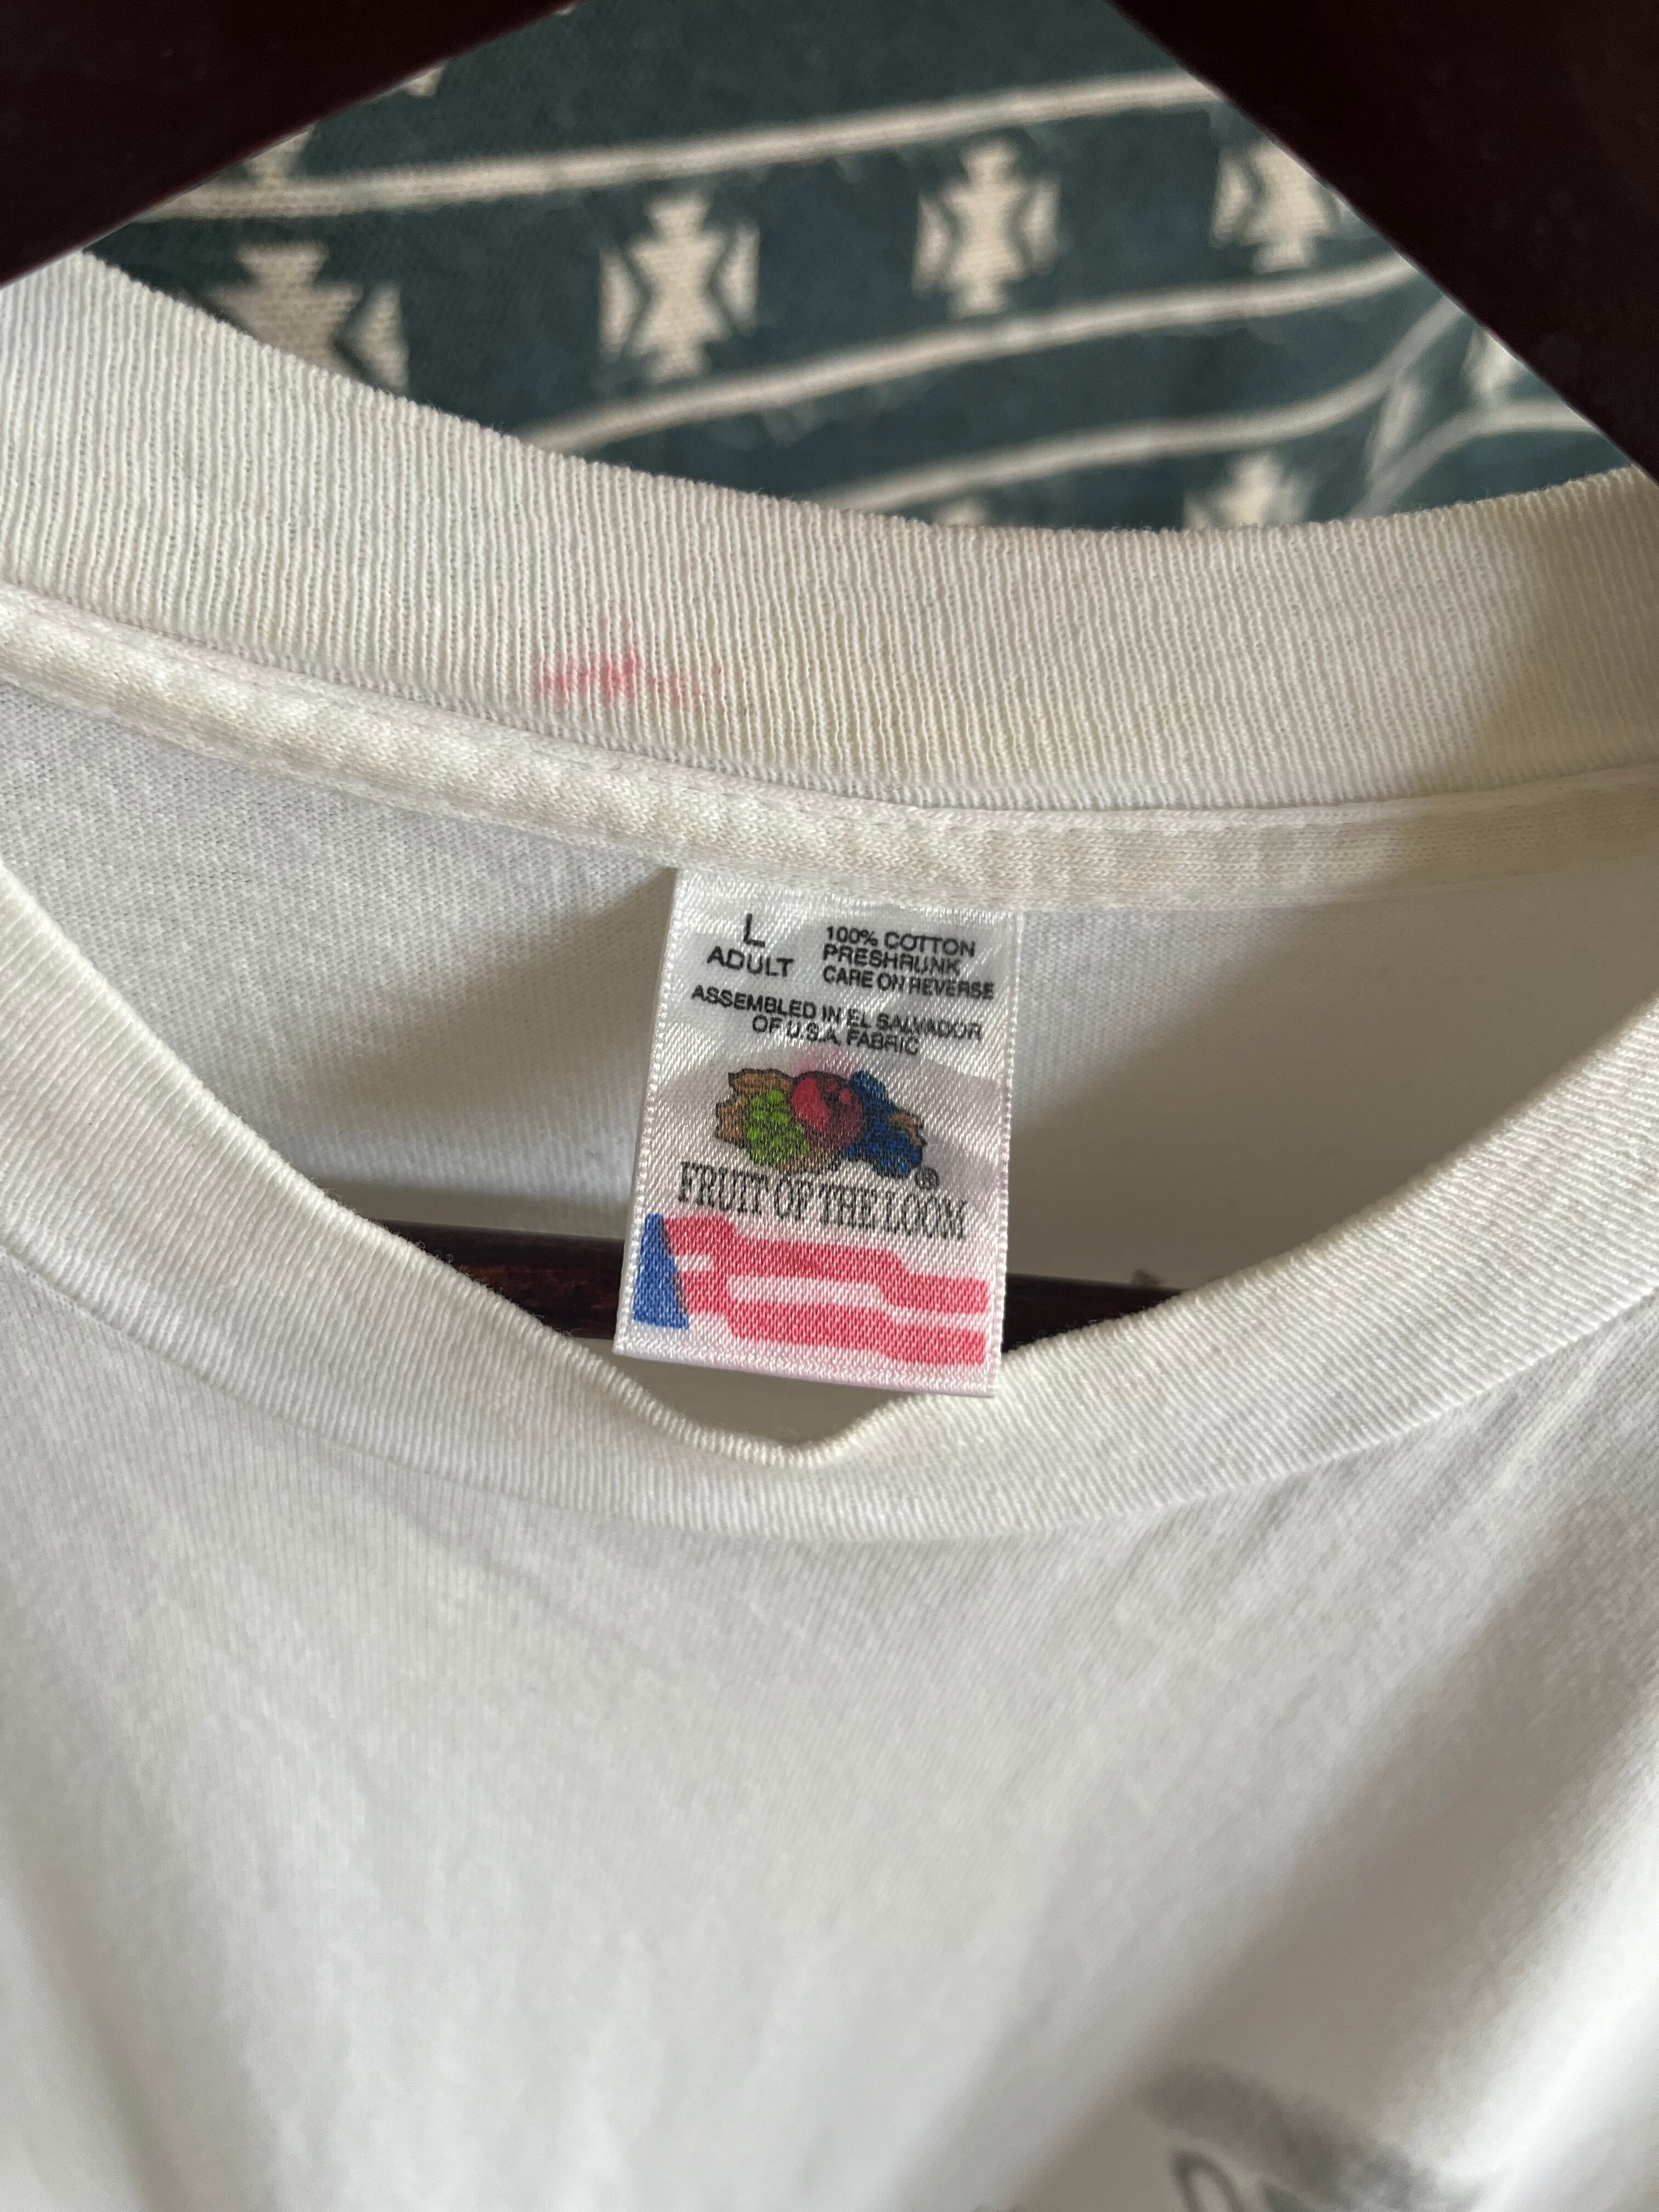 L
ADULT
100% COTTON
PRESHRUNK
CARE ON REVERSE
ASSEMBLED IN EL SALVADOR
OF U.S.A. FABRIC
FRUIT OF THE LOOM®